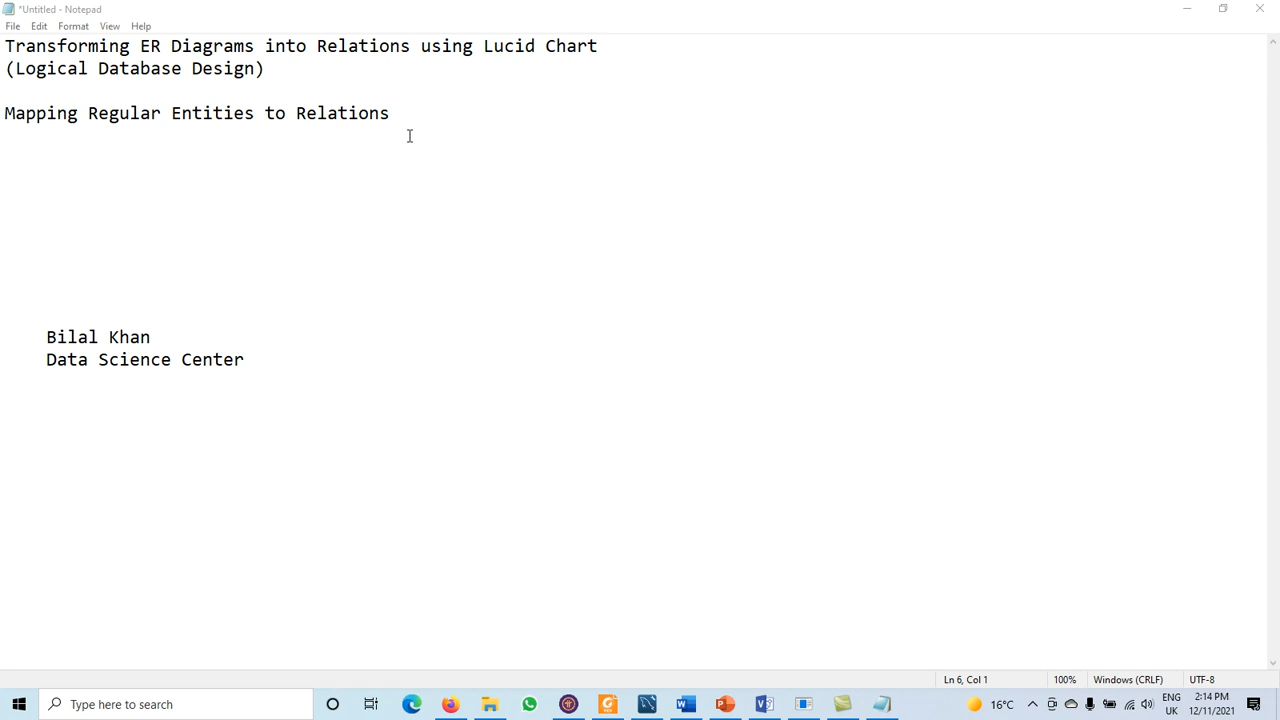 *Untitled - Notepad
File Edit Format View Help
Transforming ER Diagrams into Relations using Lucid Chart
(Logical Database Design)
Mapping Regular Entities to Relations
Bilal Khan
Data Science Center
Ln 6, Col 1 100% Windows (CRLF) UTF-8
Type here to search 16°C ENG 2:14 PM
UK 12/11/2021